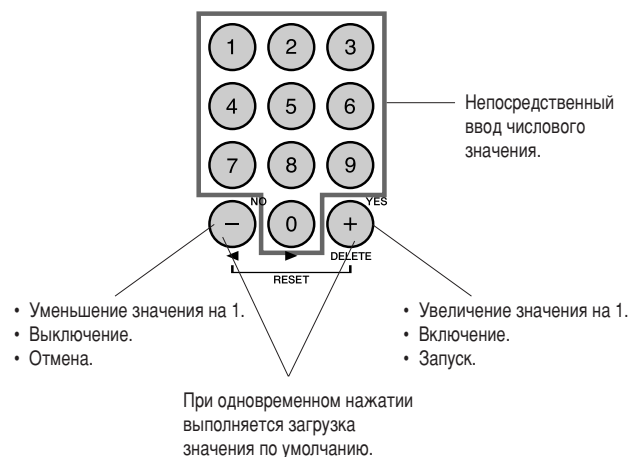 1 2 3
4 5 6
7 8 9
NO YES
− 0 +
◄ ► DELETE
RESET
Непосредственный
ввод числового
значения.
• Уменьшение значения на 1.
• Выключение.
• Отмена.
• Увеличение значения на 1.
• Включение.
• Запуск.
При одновременном нажатии
выполняется загрузка
значения по умолчанию.